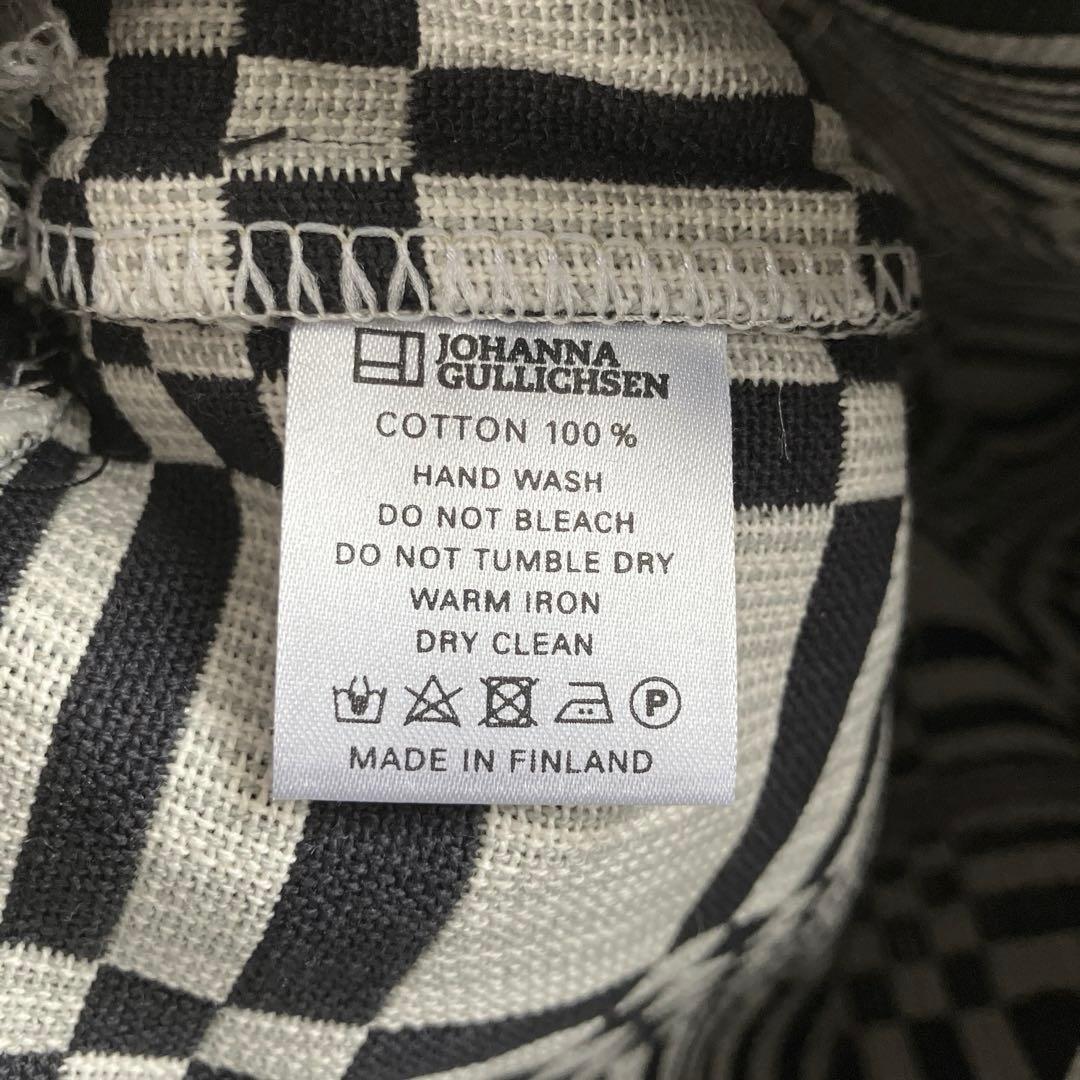 JOHANNA
GULLICHSEN
COTTON 100 %
HAND WASH
DO NOT BLEACH
DO NOT TUMBLE DRY
WARM IRON
DRY CLEAN
P
MADE IN FINLAND